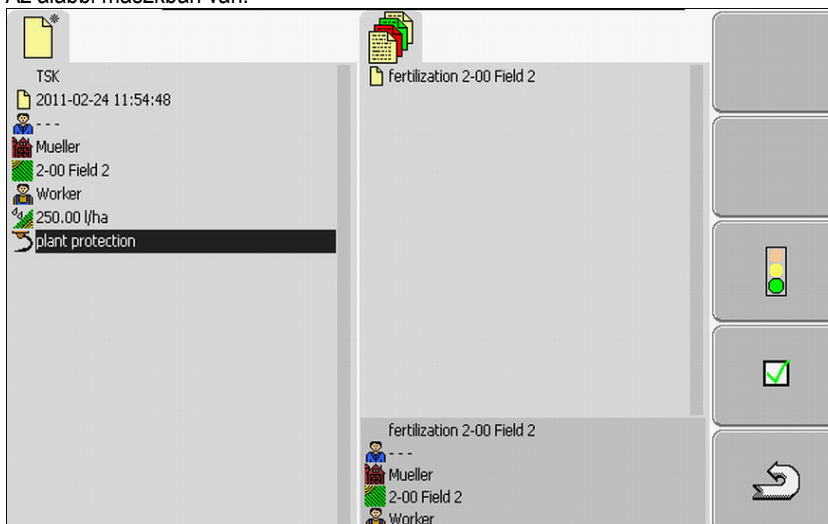 Az alábbi maszkban van:
TSK
2011-02-24 11:54:48
---
Mueller
2-00 Field 2
Worker
250.00 l/ha
plant protection
fertilization 2-00 Field 2
fertilization 2-00 Field 2
---
Mueller
2-00 Field 2
Worker